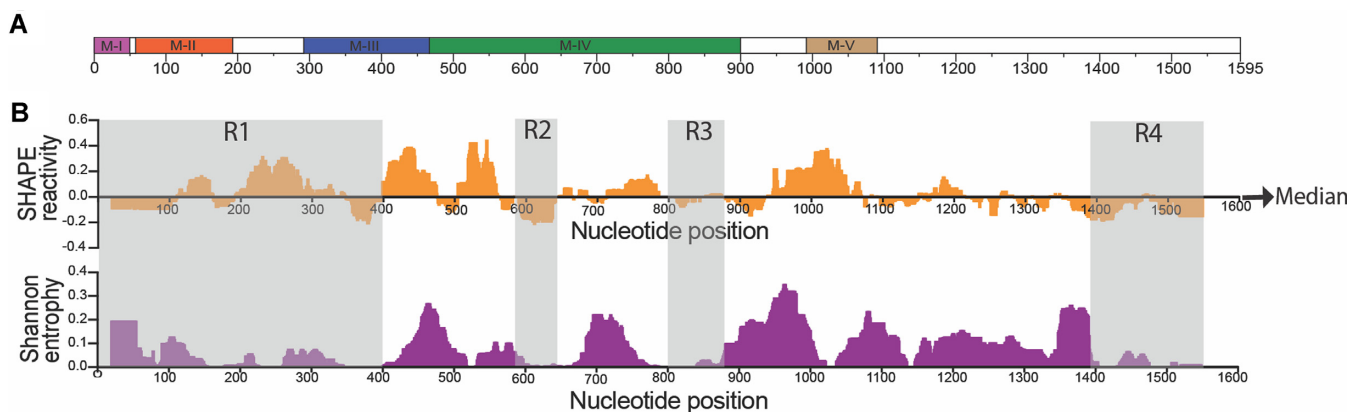 A
M-I M-II M-III M-IV M-V
0 100 200 300 400 500 600 700 800 900 1000 1100 1200 1300 1400 1500 1595
B
R1 R2 R3 R4
0.6
0.4
0.2
0.0
-0.2
-0.4
SHAPE
reactivity
100 200 300 400 500 600 700 800 900 1000 1100 1200 1300 1400 1500 1600
Median
Nucleotide position
0.4
0.3
0.2
0.1
0.0
Shannon
entrophy
0 100 200 300 400 500 600 700 800 900 1000 1100 1200 1300 1400 1500 1600
Nucleotide position